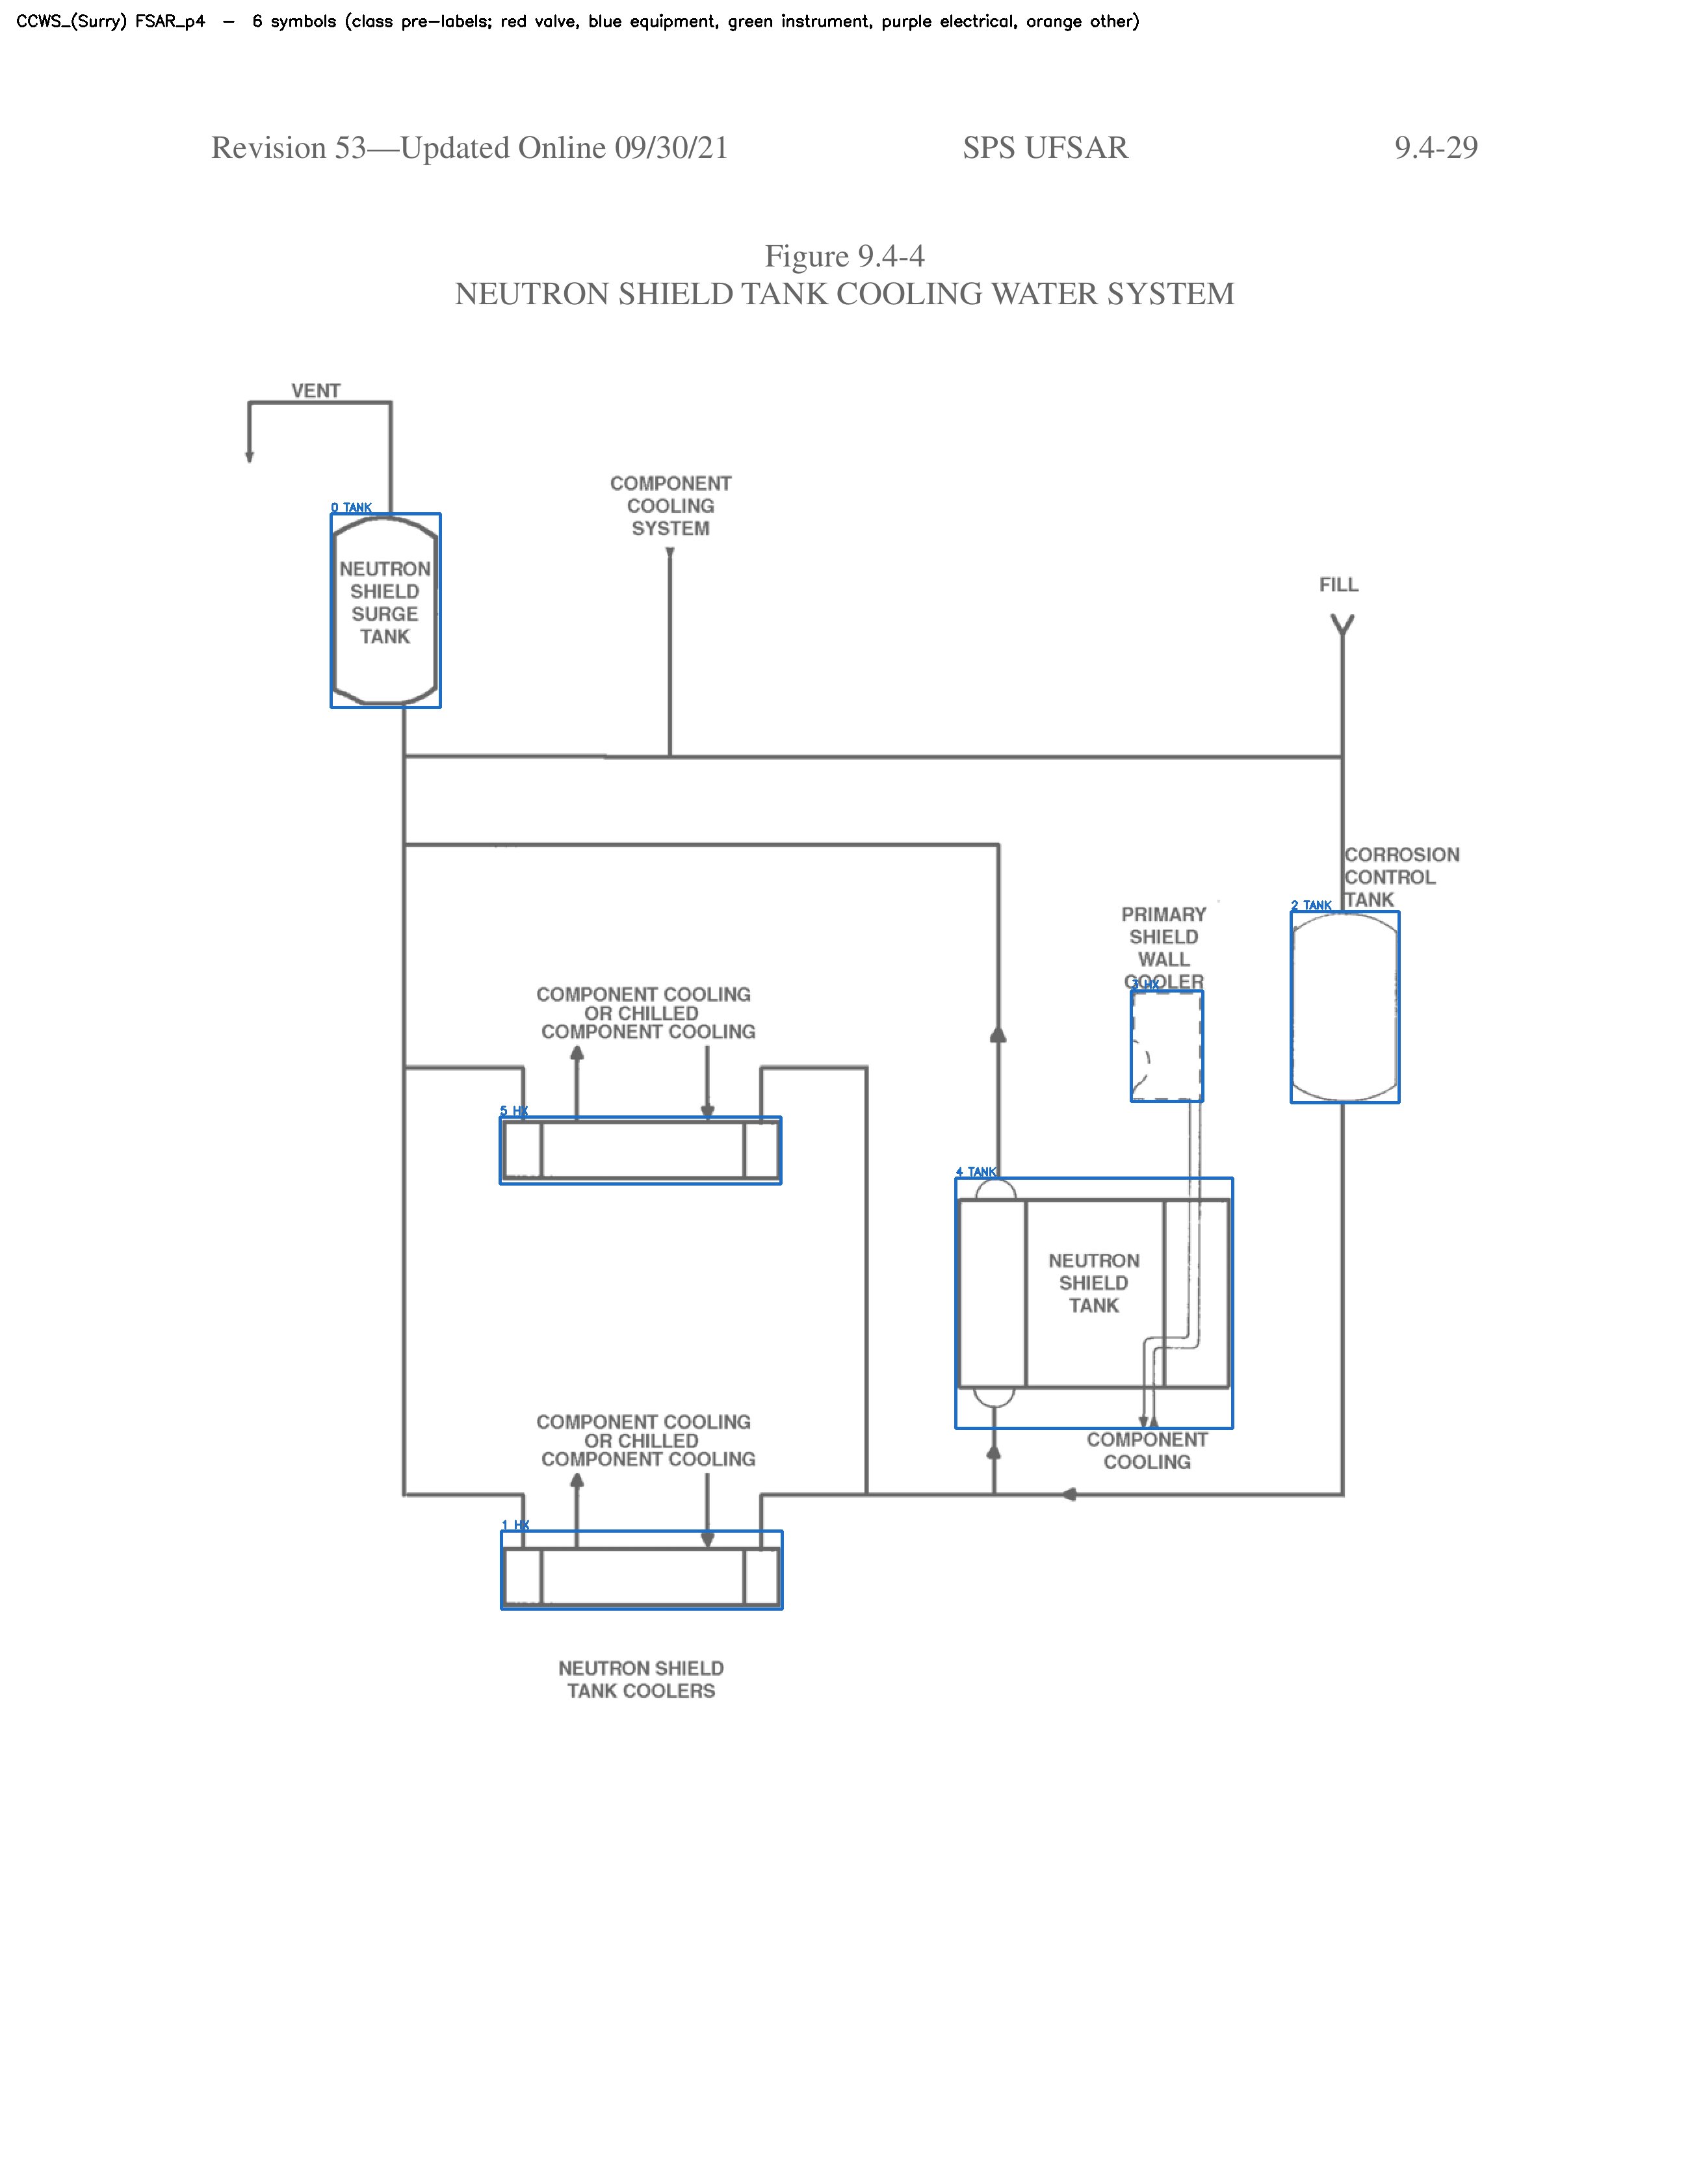 CCWS_(Surry) FSAR_p4 – 6 symbols (class pre-labels; red valve, blue equipment, green instrument, purple electrical, orange other)
Revision 53—Updated Online 09/30/21 SPS UFSAR 9.4-29
Figure 9.4-4
NEUTRON SHIELD TANK COOLING WATER SYSTEM
VENT
COMPONENT
COOLING
SYSTEM
0 TANK
NEUTRON
SHIELD
SURGE
TANK
FILL
CORROSION
CONTROL
TANK
2 TANK
PRIMARY
SHIELD
WALL
COOLER
3 HX
COMPONENT COOLING
OR CHILLED
COMPONENT COOLING
5 HX
4 TANK
NEUTRON
SHIELD
TANK
COMPONENT
COOLING
COMPONENT COOLING
OR CHILLED
COMPONENT COOLING
1 HX
NEUTRON SHIELD
TANK COOLERS